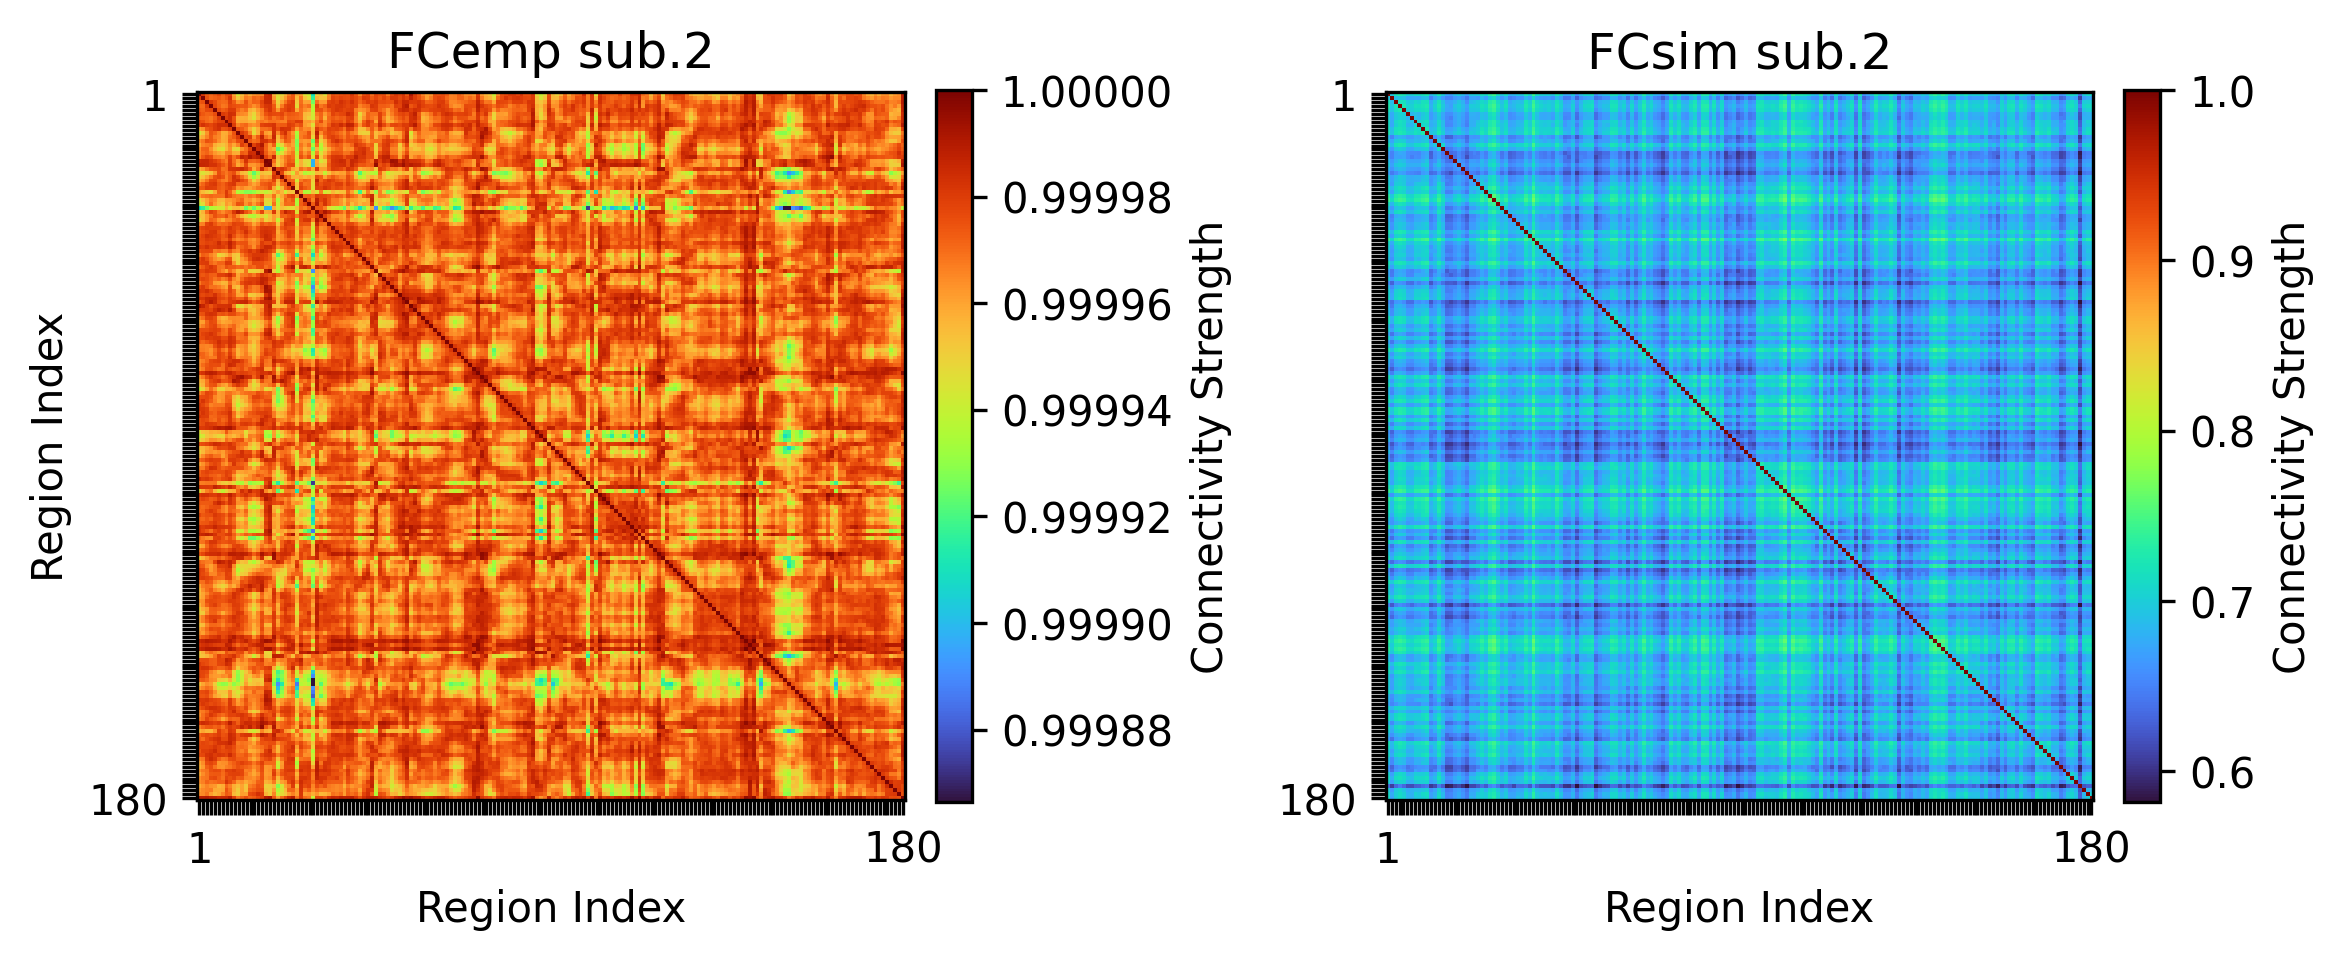 FCemp sub.2
1
180
1
180
Region Index
Region Index
1.00000
0.99998
0.99996
0.99994
0.99992
0.99990
0.99988
Connectivity Strength
FCsim sub.2
1
180
1
180
Region Index
1.0
0.9
0.8
0.7
0.6
Connectivity Strength